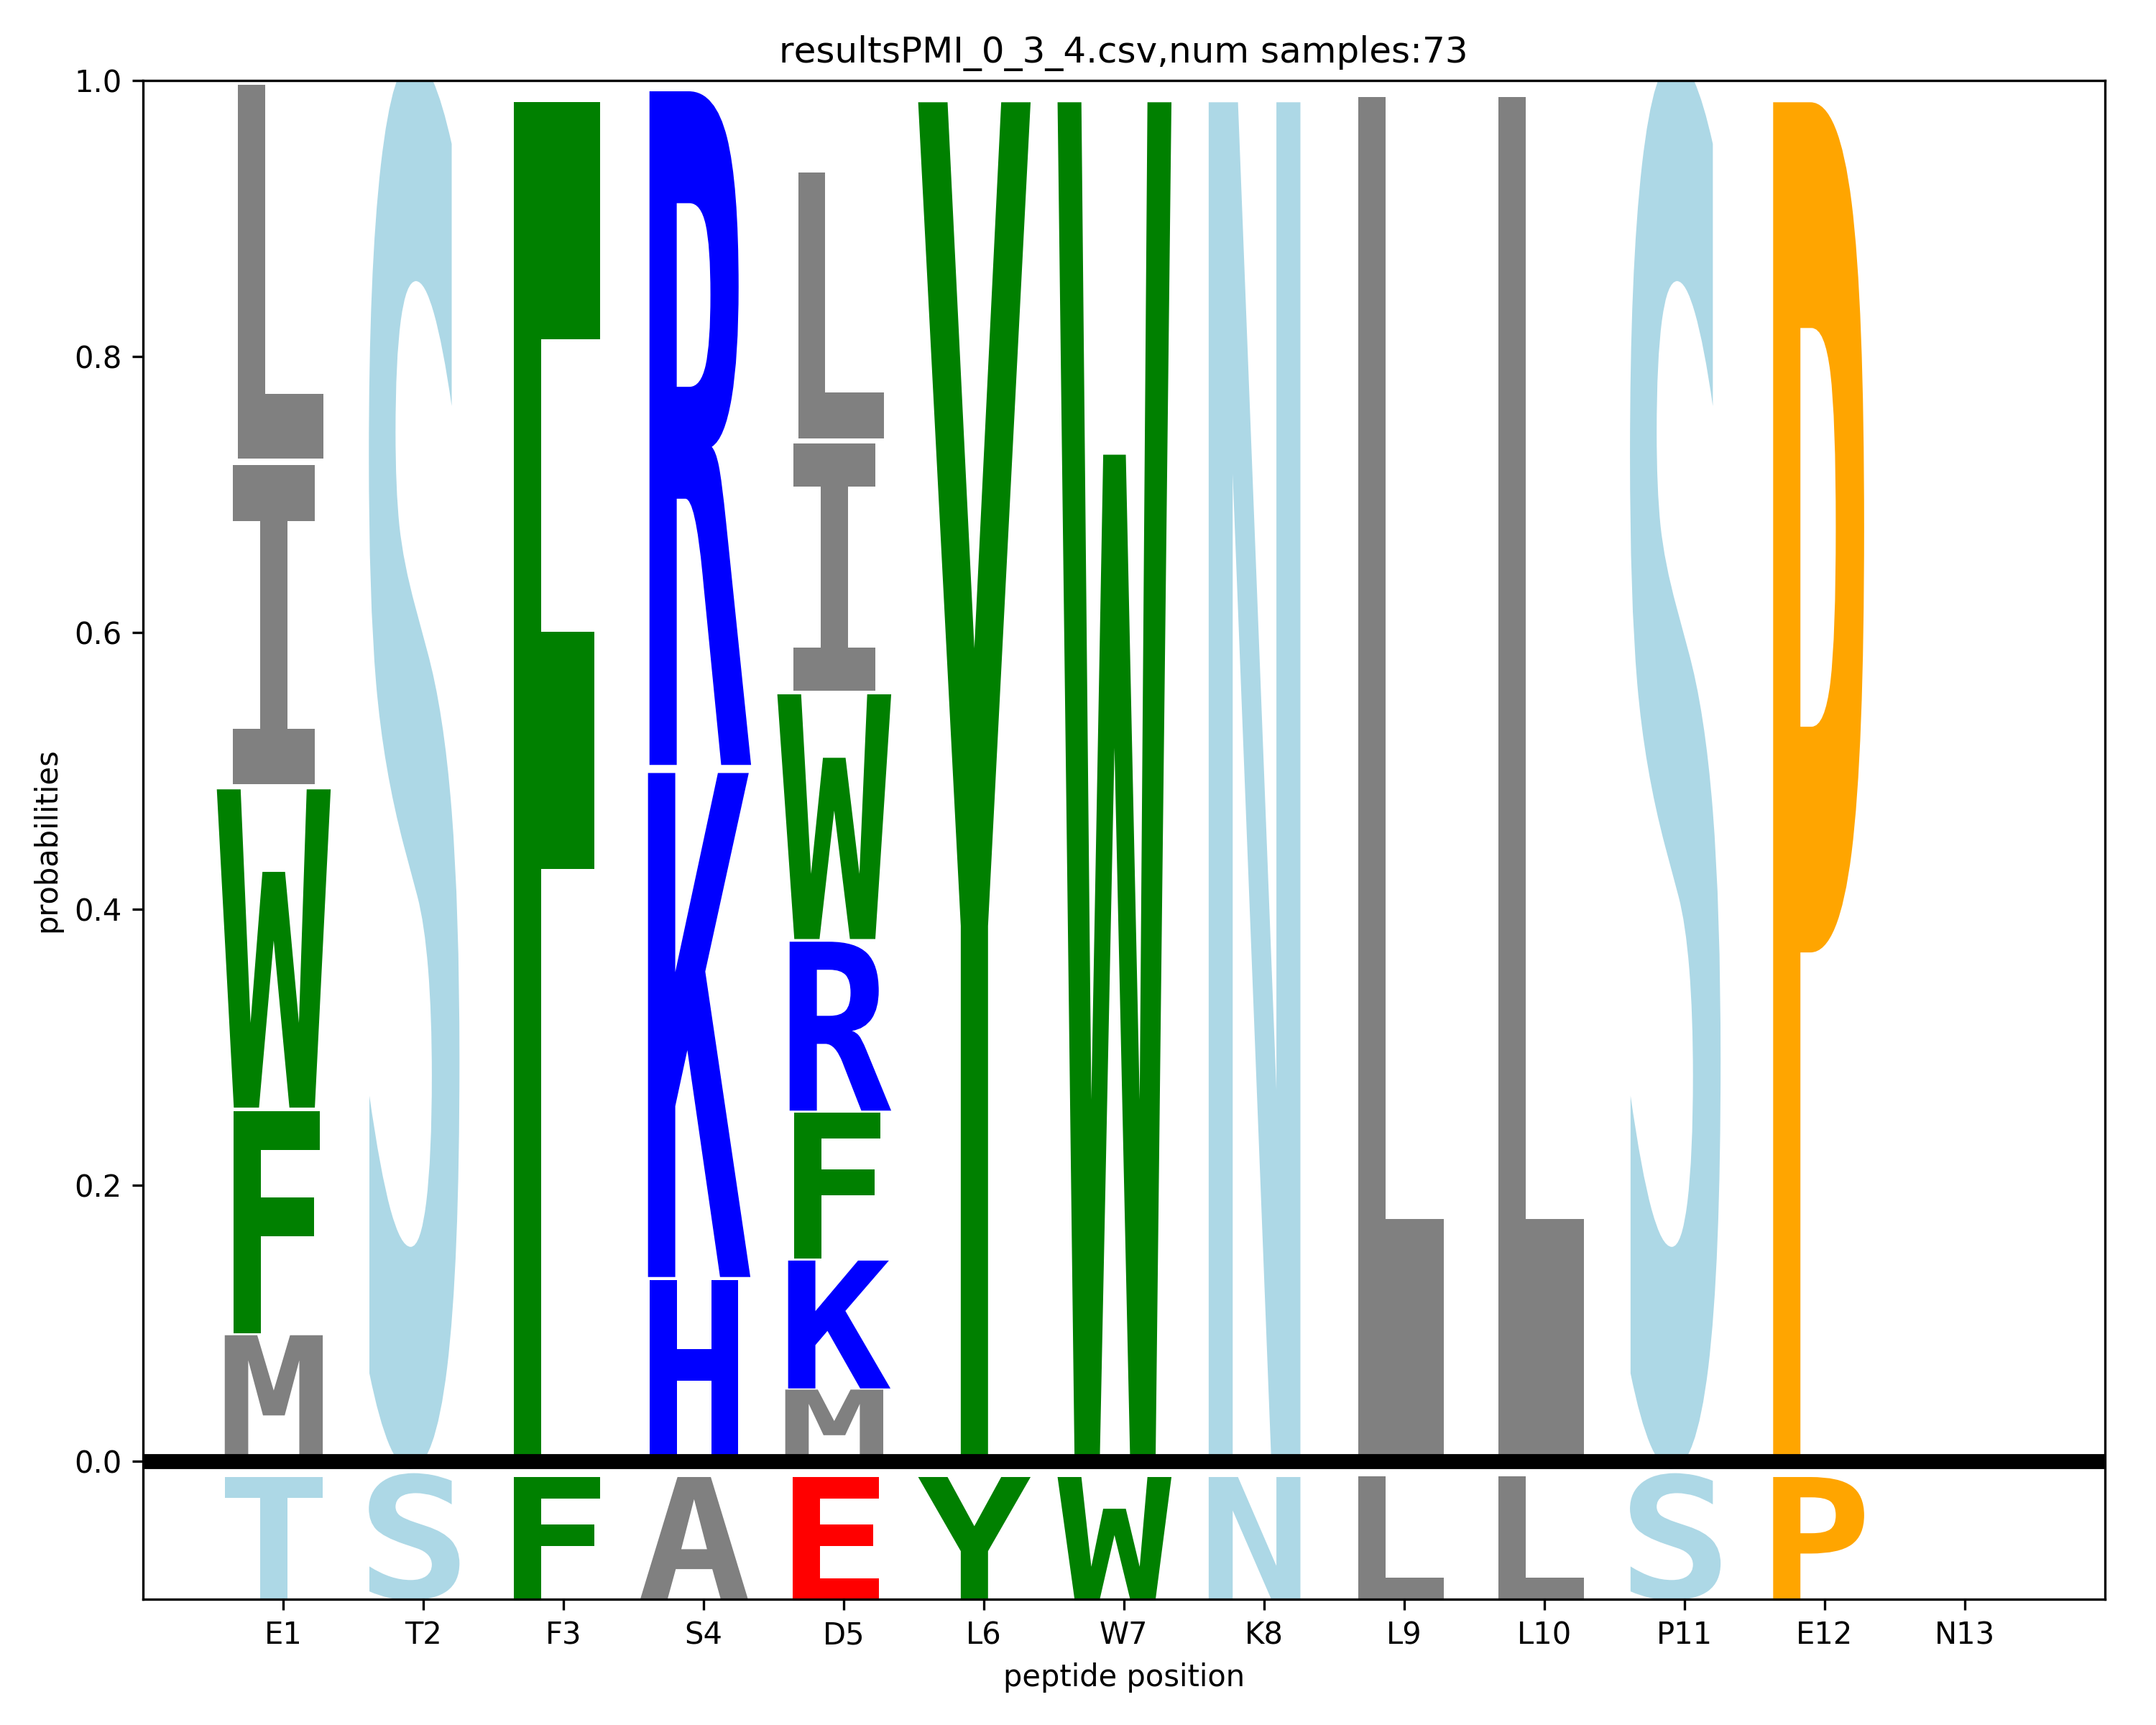 resultsPMI_0_3_4.csv,num samples:73
1.0
0.8
0.6
0.4
0.2
0.0
probabilities
L I W F M
S
F
R K H
L I W R F K M
Y
W
N
L
L
S
P
T S F A E Y W N L L S P
E1 T2 F3 S4 D5 L6 W7 K8 L9 L10 P11 E12 N13
peptide position